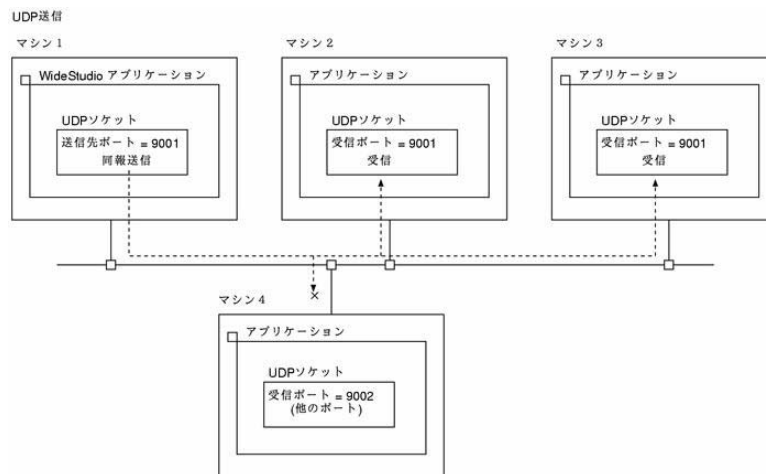 UDP送信
マシン１
マシン２
マシン３
WideStudio アプリケーション
アプリケーション
アプリケーション
UDPソケット
UDPソケット
UDPソケット
送信先ポート = 9001
同報送信
受信ポート = 9001
受信
受信ポート = 9001
受信
×
マシン４
アプリケーション
UDPソケット
受信ポート = 9002
(他のポート)